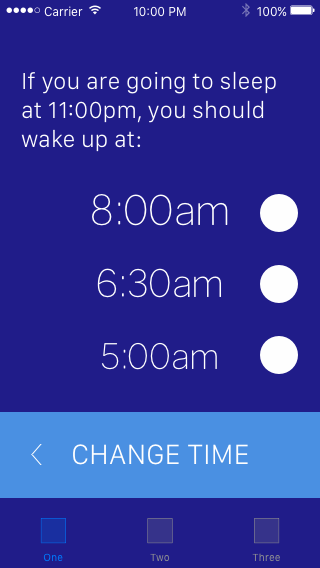 Carrier 10:00 PM 100%
If you are going to sleep
at 11:00pm, you should
wake up at:
8:00am
6:30am
5:00am
CHANGE TIME
One Two Three